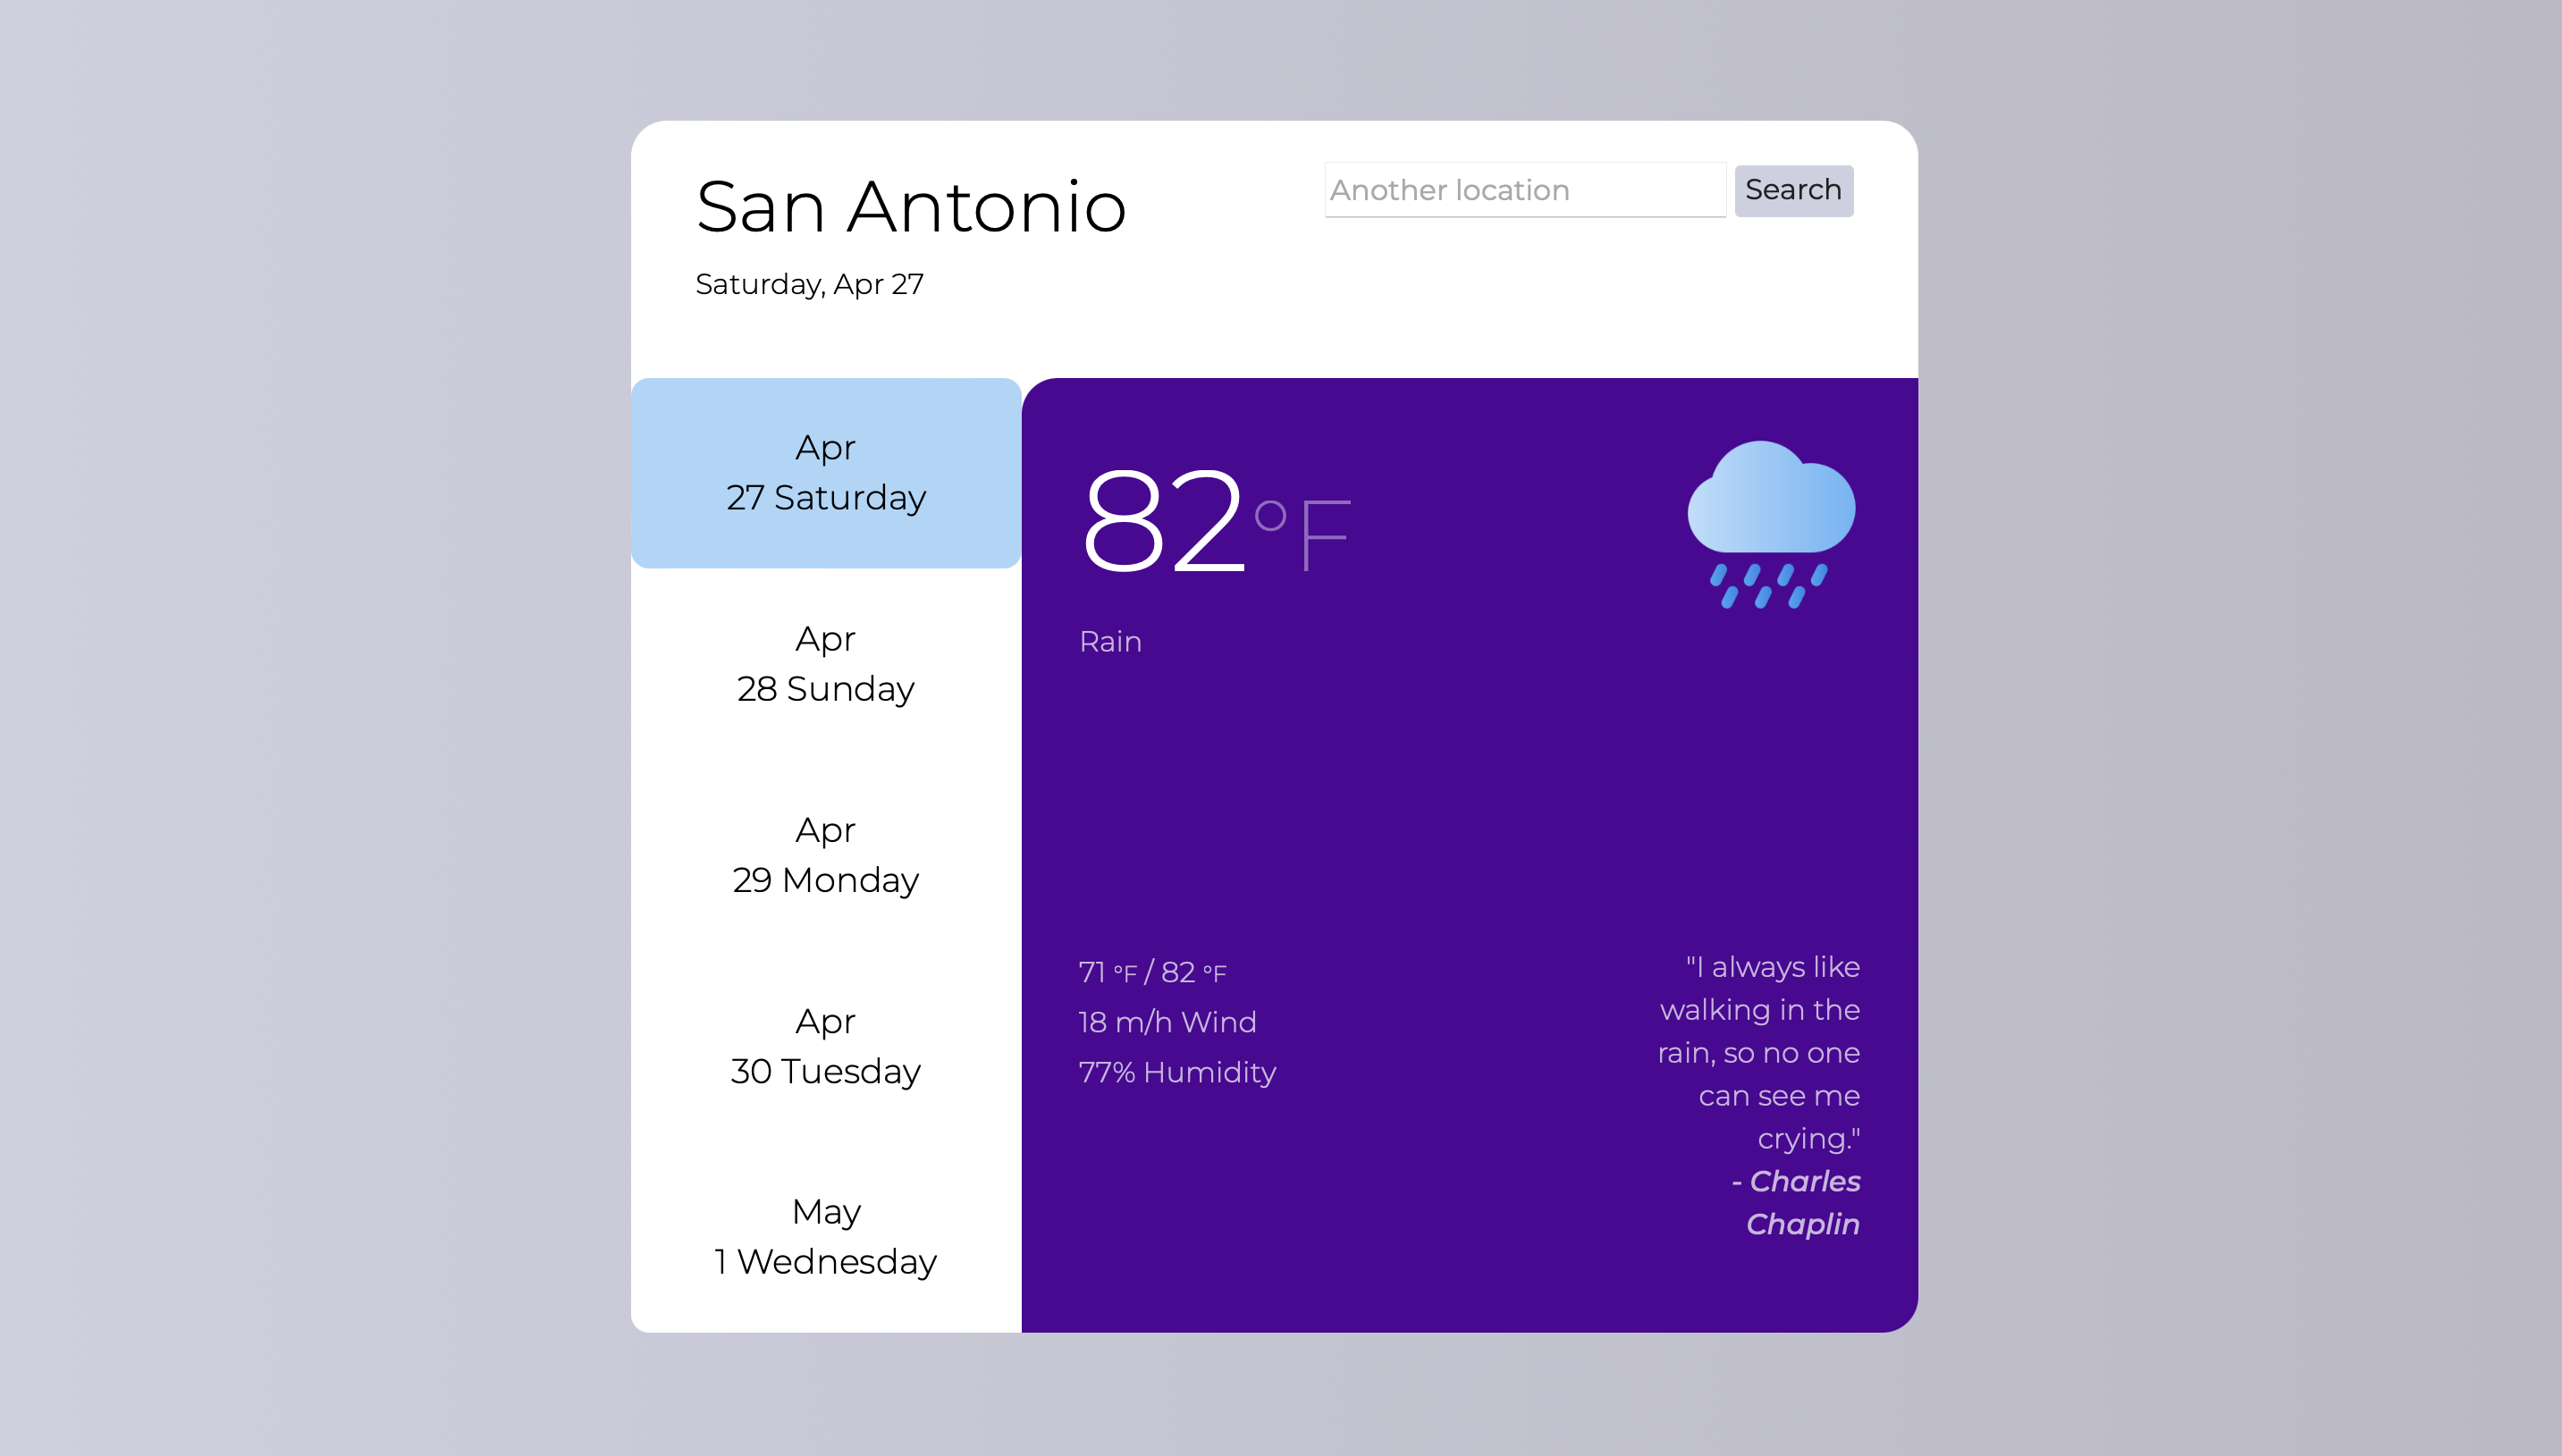 San Antonio
Another location
Search
Saturday, Apr 27
Apr
27 Saturday
Apr
28 Sunday
Apr
29 Monday
Apr
30 Tuesday
May
1 Wednesday
82°F
Rain
71 °F / 82 °F
18 m/h Wind
77% Humidity
"I always like
walking in the
rain, so no one
can see me
crying."
- Charles
Chaplin